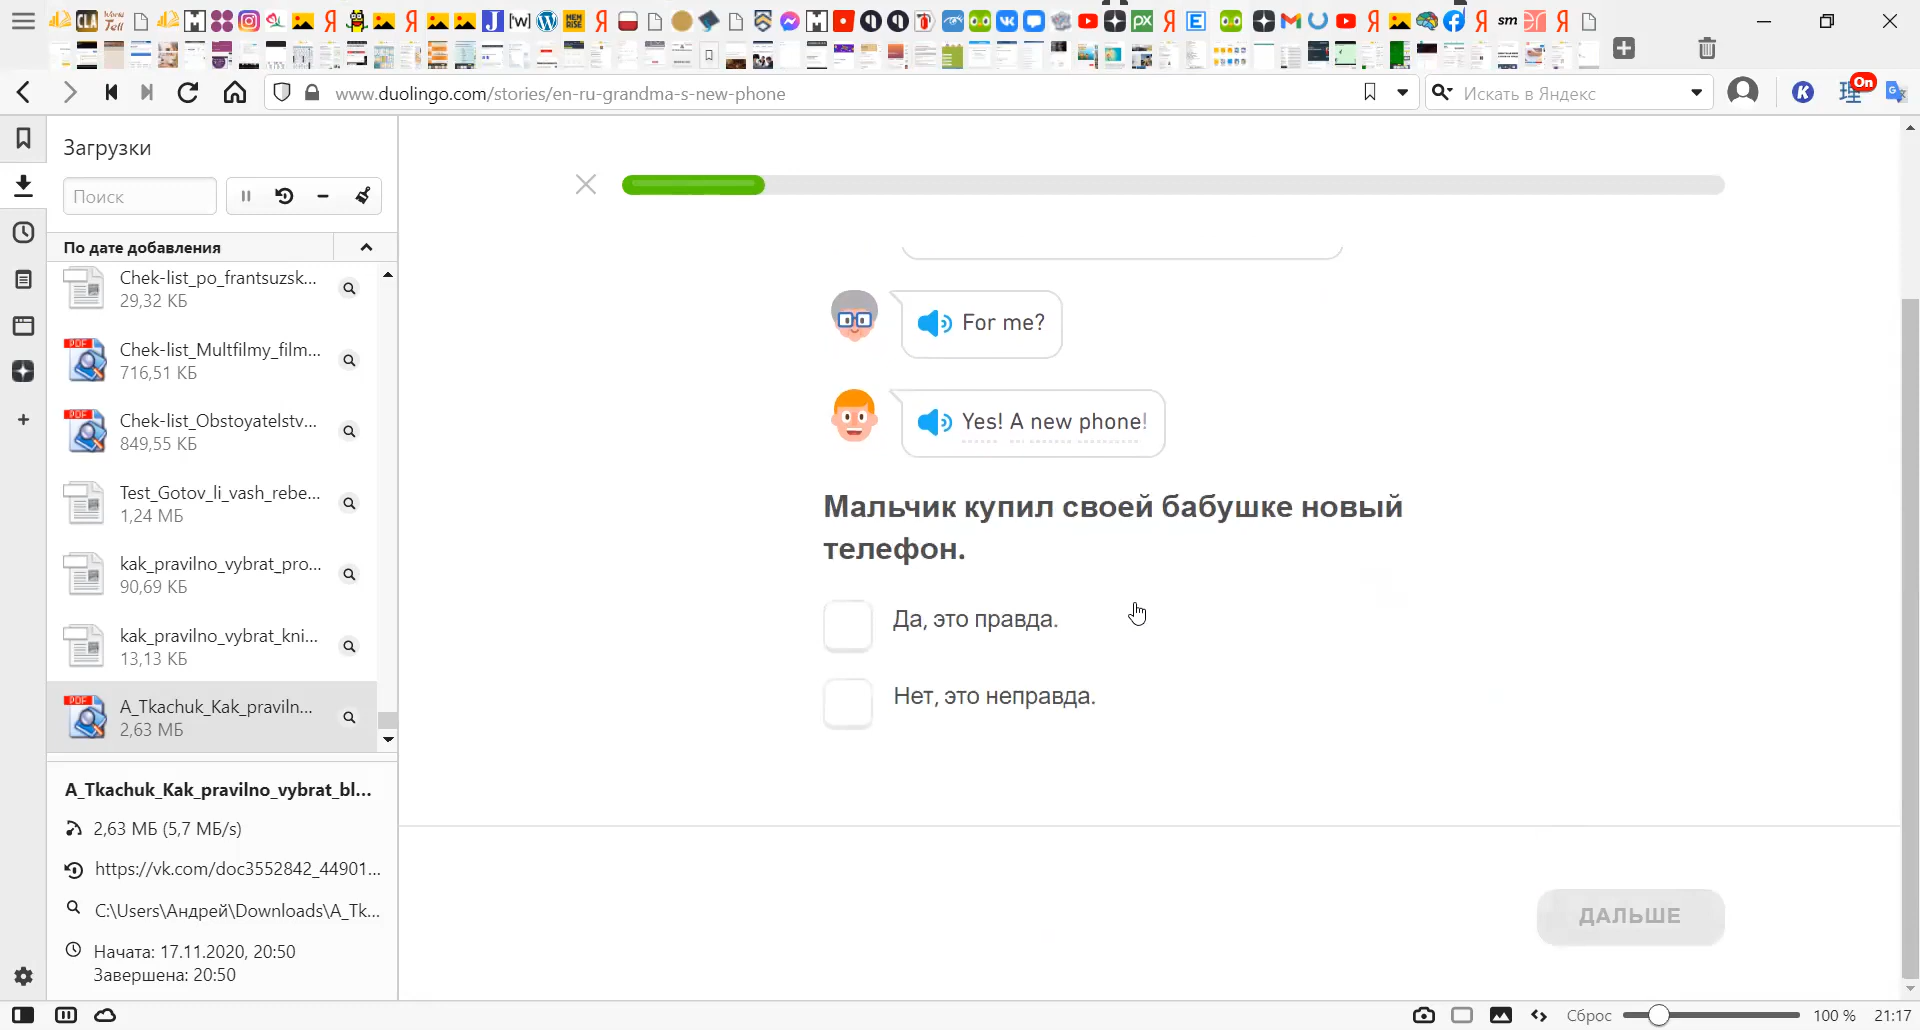 www.duolingo.com/stories/en-ru-grandma-s-new-phone
Искать в Яндекс
On
Загрузки
Поиск
По дате добавления
Chek-list_po_frantsuzsk...
29,32 КБ
Chek-list_Multfilmy_film...
716,51 КБ
Chek-list_Obstoyatelstv...
849,55 КБ
Test_Gotov_li_vash_rebe...
1,24 МБ
kak_pravilno_vybrat_pro...
90,69 КБ
kak_pravilno_vybrat_kni...
13,13 КБ
A_Tkachuk_Kak_praviln...
2,63 МБ
A_Tkachuk_Kak_pravilno_vybrat_bl...
2,63 МБ (5,7 МБ/s)
https://vk.com/doc3552842_44901...
C:\Users\Андрей\Downloads\A_Tk...
Начата: 17.11.2020, 20:50
Завершена: 20:50
For me?
Yes! A new phone!
Мальчик купил своей бабушке новый
телефон.
Да, это правда.
Нет, это неправда.
ДАЛЬШЕ
Сброс
100 %
21:17